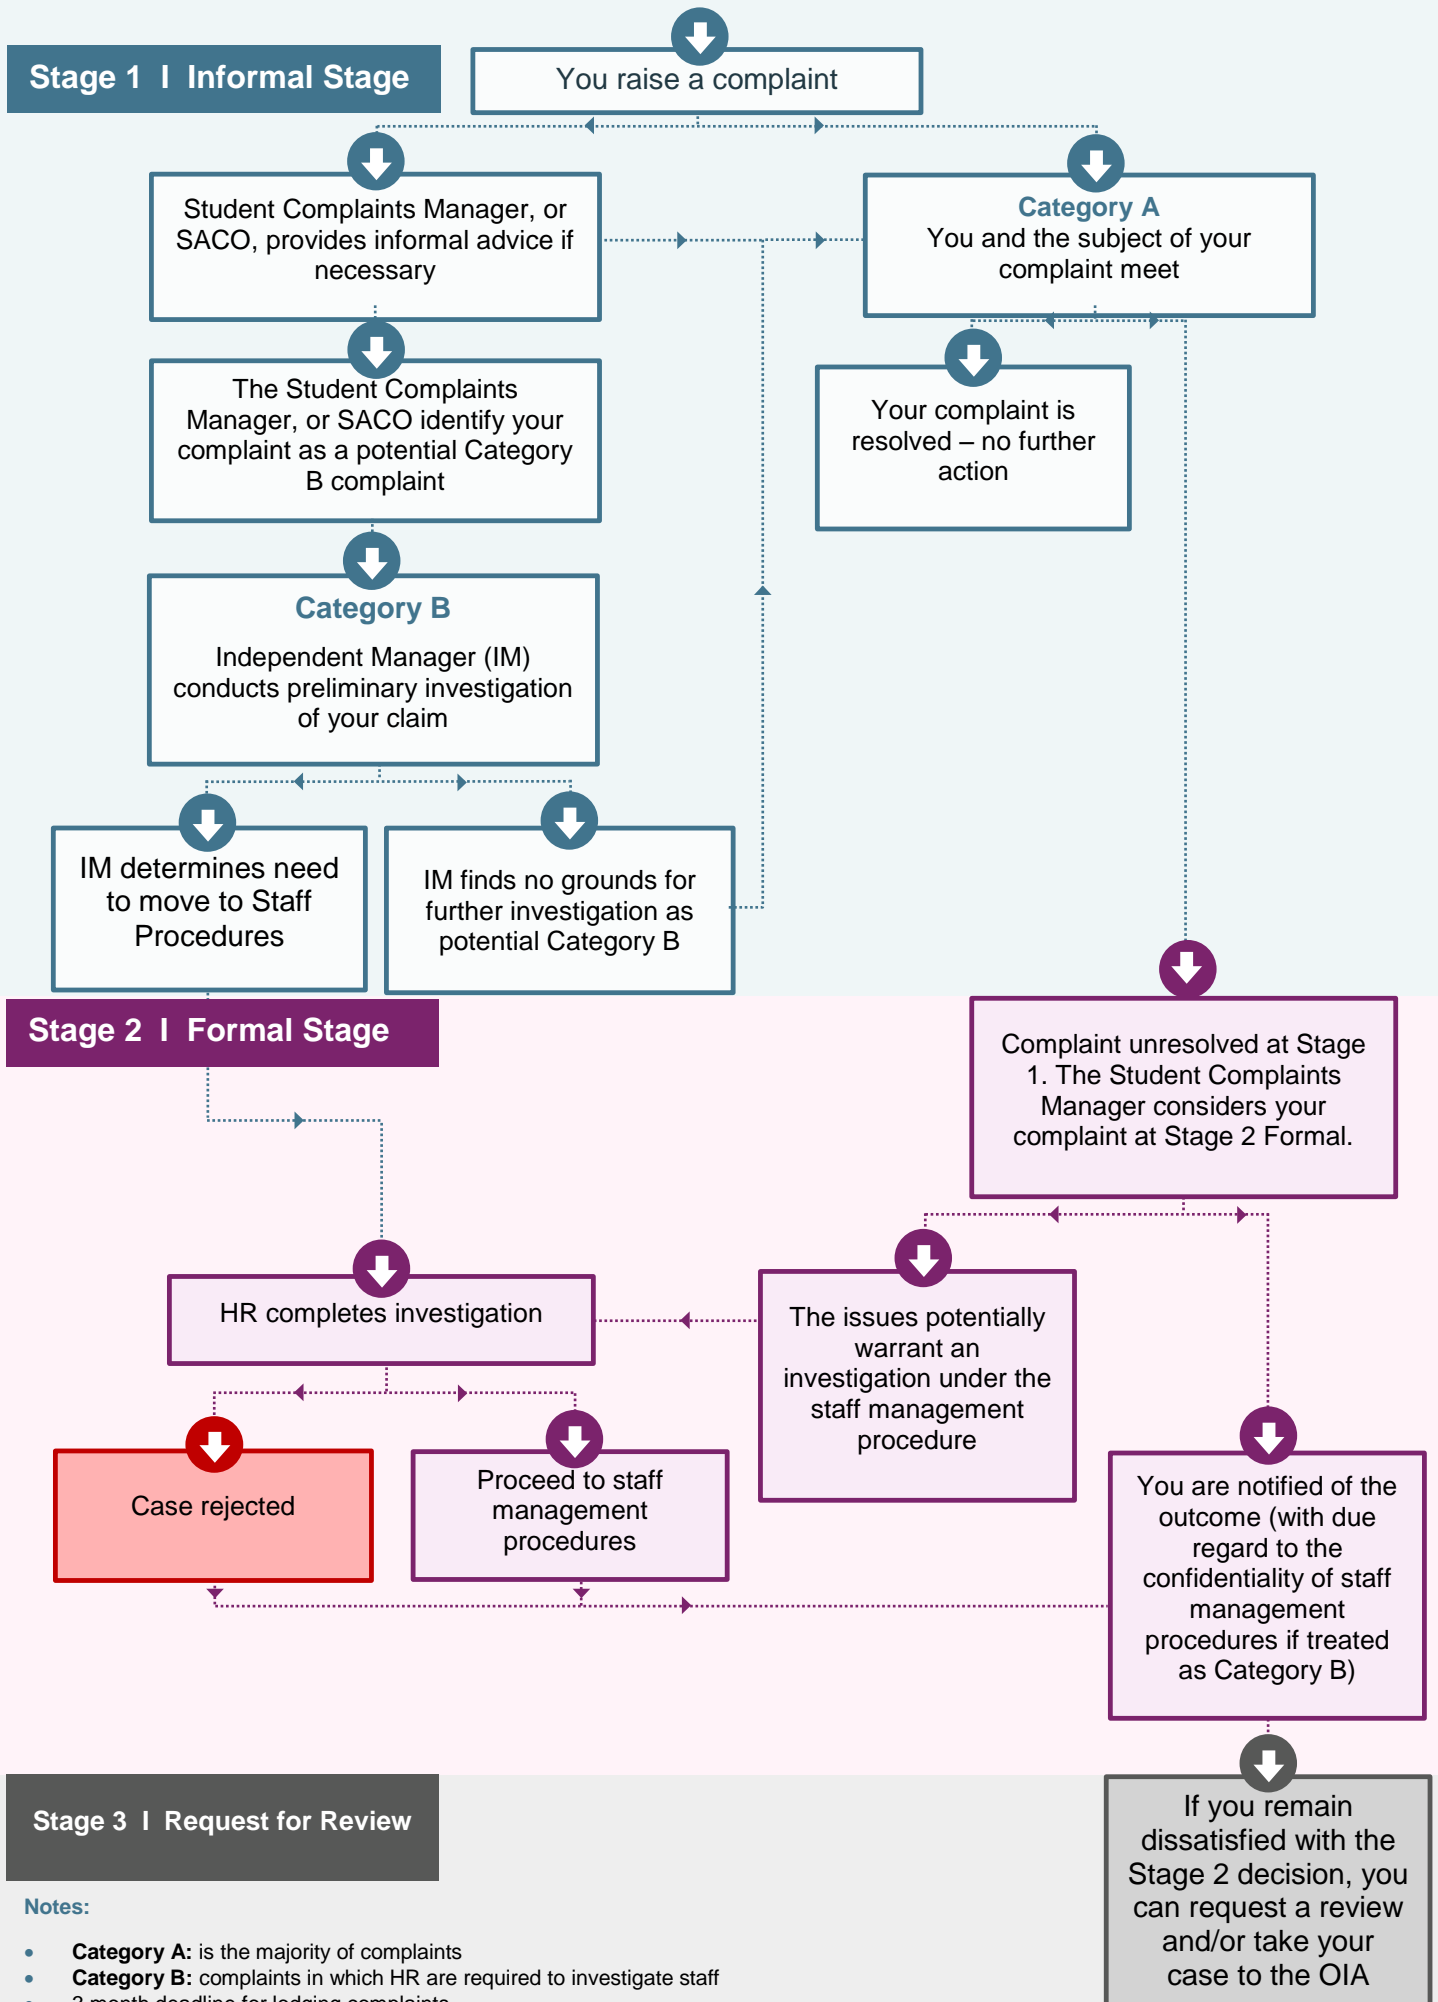 Stage 1 I Informal Stage
You raise a complaint
Student Complaints Manager, or
SACO, provides informal advice if
necessary
Category A
You and the subject of your
complaint meet
The Student Complaints
Manager, or SACO identify your
complaint as a potential Category
B complaint
Your complaint is
resolved – no further
action
Category B
Independent Manager (IM)
conducts preliminary investigation
of your claim
IM determines need
to move to Staff
Procedures
IM finds no grounds for
further investigation as
potential Category B
Stage 2 I Formal Stage
Complaint unresolved at Stage
1. The Student Complaints
Manager considers your
complaint at Stage 2 Formal.
HR completes investigation
The issues potentially
warrant an
investigation under the
staff management
procedure
Case rejected
Proceed to staff
management
procedures
You are notified of the
outcome (with due
regard to the
confidentiality of staff
management
procedures if treated
as Category B)
Stage 3 I Request for Review
If you remain
dissatisfied with the
Stage 2 decision, you
can request a review
and/or take your
case to the OIA
Notes:
• Category A: is the majority of complaints
• Category B: complaints in which HR are required to investigate staff
• 3 month deadline for lodging complaints